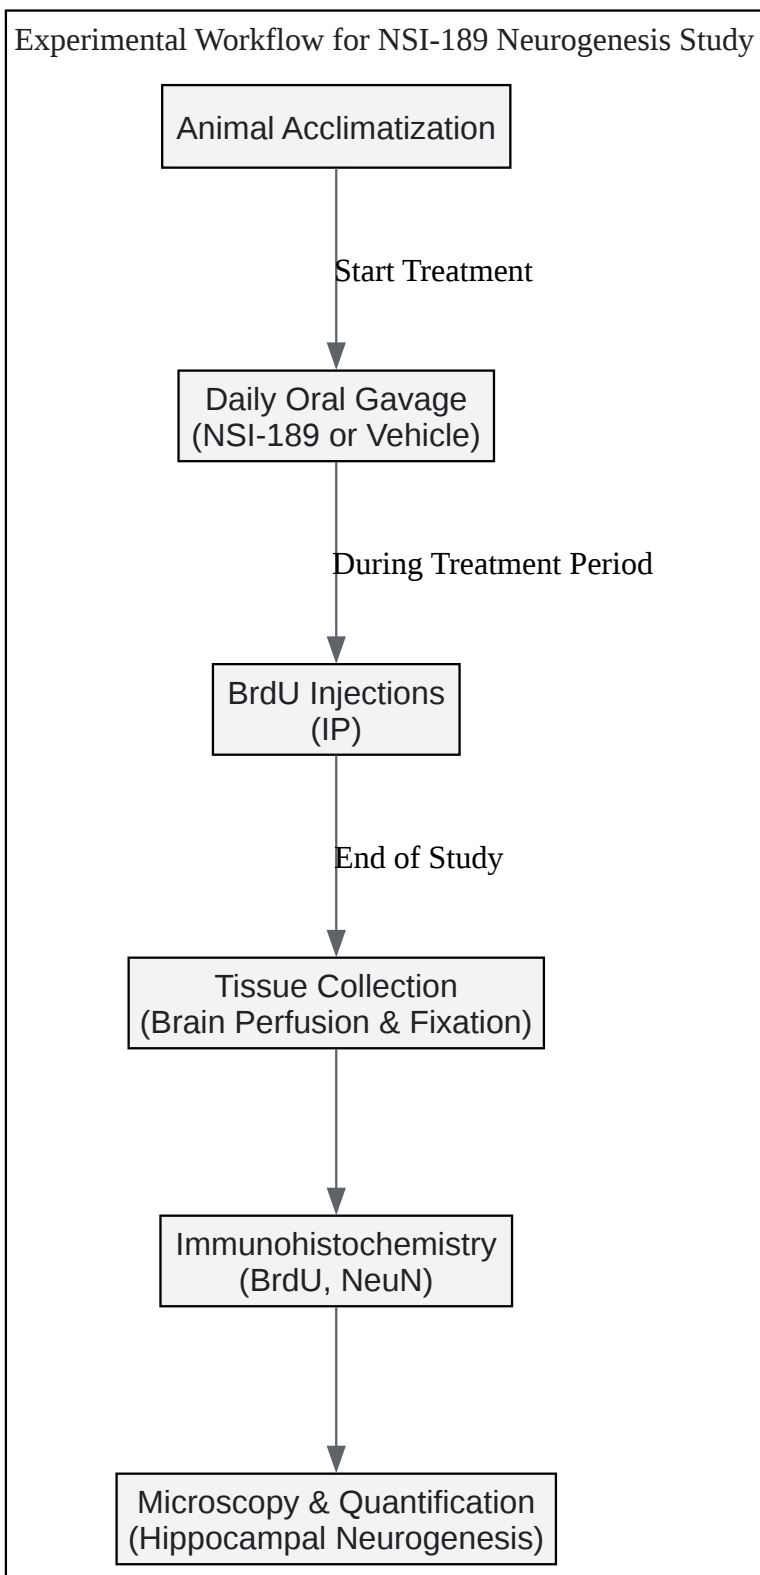 Experimental Workflow for NSI-189 Neurogenesis Study
Animal Acclimatization
Start Treatment
Daily Oral Gavage
(NSI-189 or Vehicle)
During Treatment Period
BrdU Injections
(IP)
End of Study
Tissue Collection
(Brain Perfusion & Fixation)
Immunohistochemistry
(BrdU, NeuN)
Microscopy & Quantification
(Hippocampal Neurogenesis)